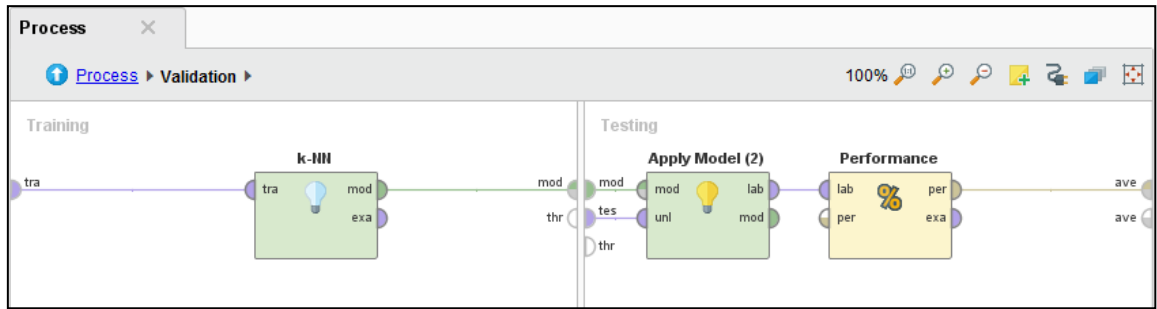 Process
Process Validation
100%
Training
Testing
k-NN
Apply Model (2)
Performance
tra
tra
mod
mod
mod
mod
lab
lab
per
ave
exa
thr
tes
unl
mod
per
exa
ave
thr